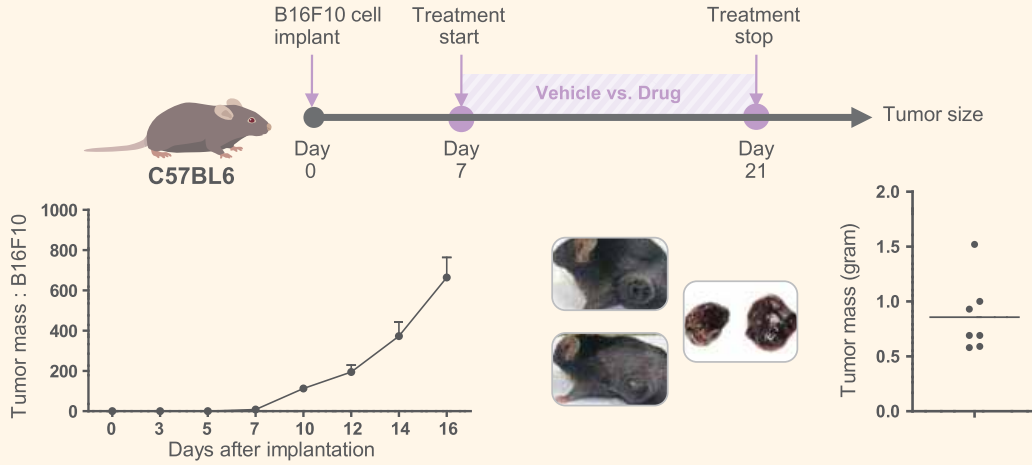 B16F10 cell
implant
Treatment
start
Treatment
stop
Vehicle vs. Drug
Tumor size
Day
0
Day
7
Day
21
C57BL6
Tumor mass : B16F10
1000
800
600
400
200
0
0 3 5 7 10 12 14 16
Days after implantation
Tumor mass (gram)
2.0
1.5
1.0
0.5
0.0